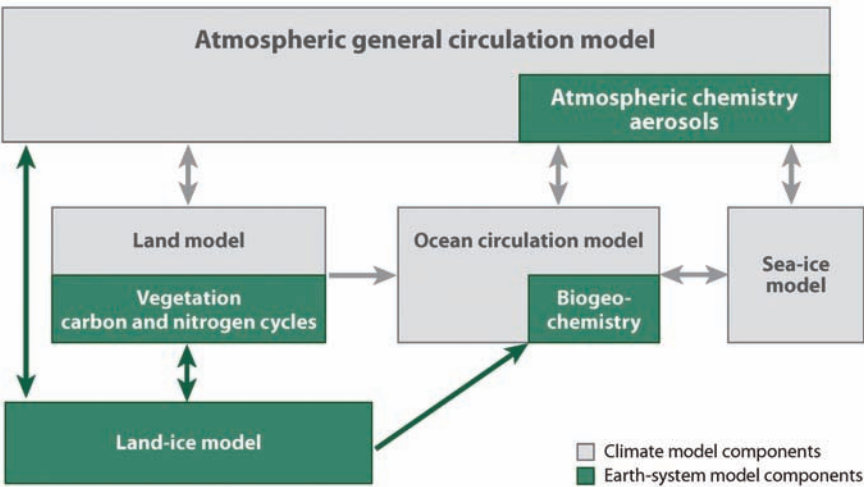 Atmospheric general circulation model
Atmospheric chemistry
aerosols
Land model
Vegetation
carbon and nitrogen cycles
Ocean circulation model
Biogeo-
chemistry
Sea-ice
model
Land-ice model
Climate model components
Earth-system model components